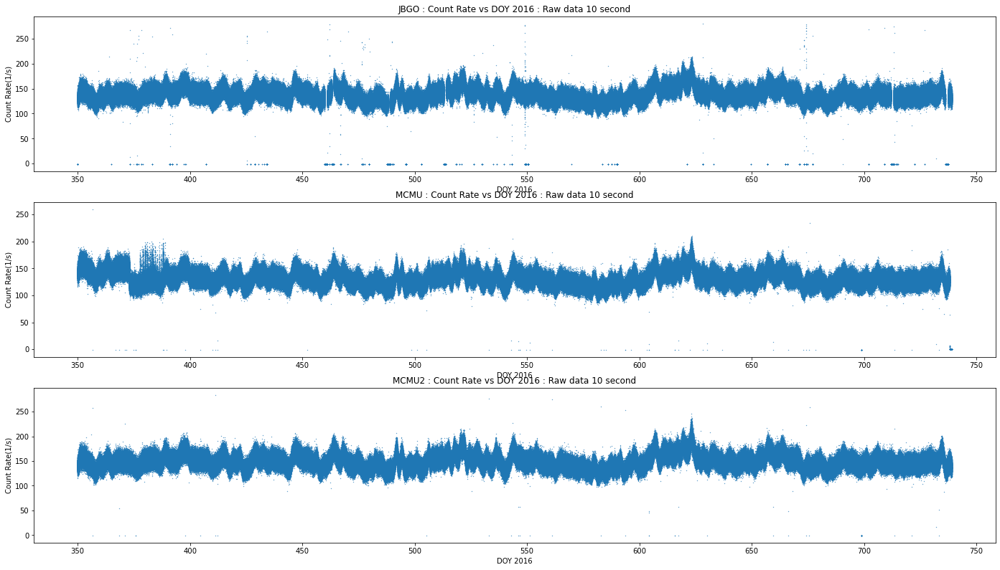 JBGO : Count Rate vs DOY 2016 : Raw data 10 second
Count Rate(1/s)
250
200
150
100
50
0
350 400 450 500 550 600 650 700 750
DOY 2016
MCMU : Count Rate vs DOY 2016 : Raw data 10 second
Count Rate(1/s)
250
200
150
100
50
0
350 400 450 500 550 600 650 700 750
DOY 2016
MCMU2 : Count Rate vs DOY 2016 : Raw data 10 second
Count Rate(1/s)
250
200
150
100
50
0
350 400 450 500 550 600 650 700 750
DOY 2016